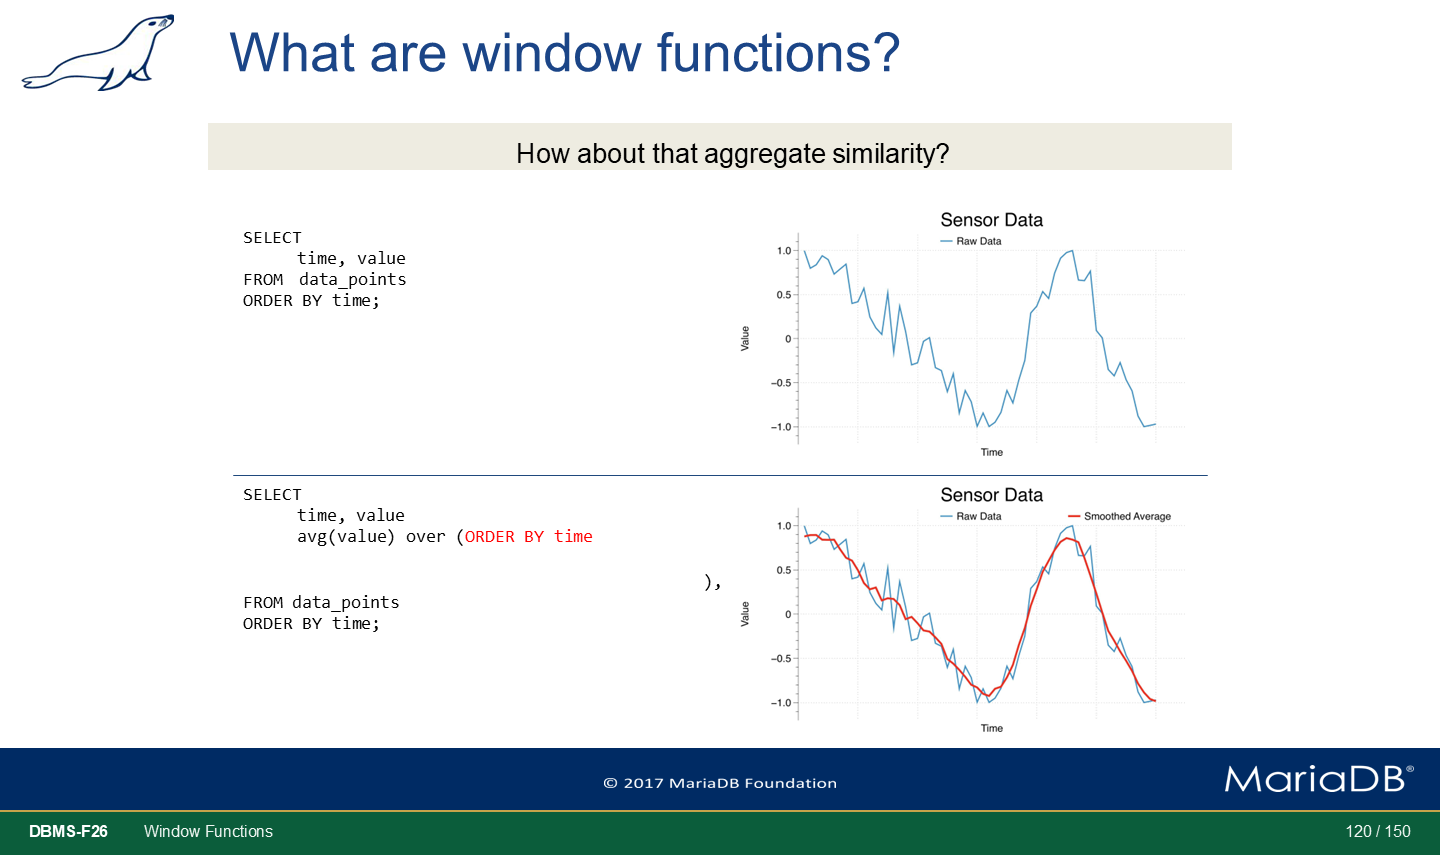 What are window functions?
How about that aggregate similarity?
SELECT
time, value
FROM data_points
ORDER BY time;
Sensor Data
Raw Data
1.0
0.5
0
−0.5
−1.0
Value
Time
SELECT
time, value
avg(value) over (ORDER BY time
),
FROM data_points
ORDER BY time;
Sensor Data
Raw Data Smoothed Average
1.0
0.5
0
−0.5
−1.0
Value
Time
© 2017 MariaDB Foundation
MariaDB®
DBMS-F26 Window Functions 120 / 150